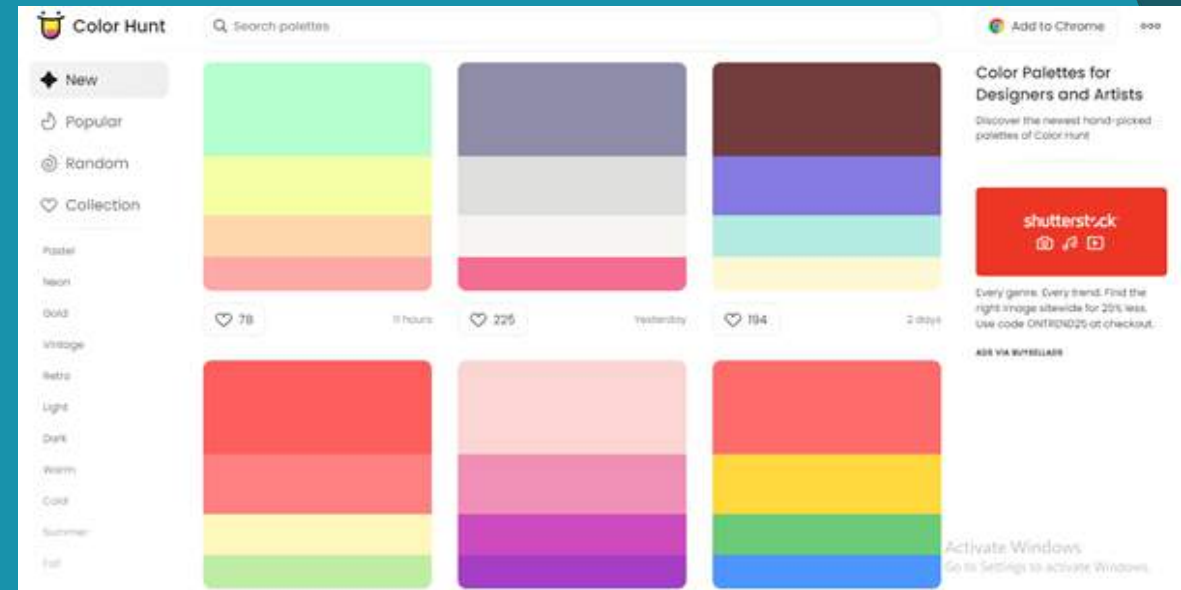 Color Hunt
Search palettes
Add to Chrome
New
Popular
Random
Collection
Pastel
Neon
Gold
Vintage
Retro
Light
Dark
Warm
Cold
Summer
Fall
78
11 hours
225
Yesterday
194
2 days
Color Palettes for
Designers and Artists
Discover the newest hand-picked
palettes of Color Hunt
shutterstock
Every genre. Every trend. Find the
right image sitewide for 25% less.
Use code ONTREND25 at checkout.
ADS VIA BUYSELLADS
Activate Windows
Go to Settings to activate Windows.